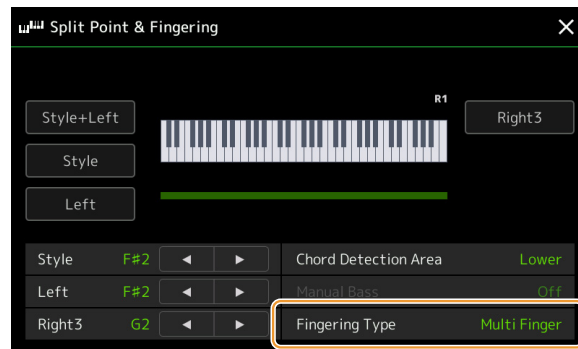 Split Point & Fingering
R1
Style+Left
Right3
Style
Left
Style F♯2 Chord Detection Area Lower
Left F♯2 Manual Bass Off
Right3 G2 Fingering Type Multi Finger